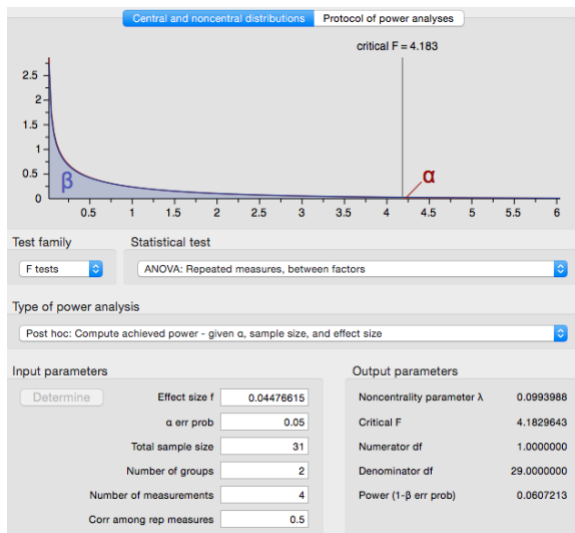 Central and noncentral distributions Protocol of power analyses
critical F = 4.183
2.5
2
1.5
1
0.5
0
β
α
0.5 1 1.5 2 2.5 3 3.5 4 4.5 5 5.5 6
Test family Statistical test
F tests ANOVA: Repeated measures, between factors
Type of power analysis
Post hoc: Compute achieved power - given α, sample size, and effect size
Input parameters Output parameters
Determine Effect size f 0.04476615 Noncentrality parameter λ 0.0993988
α err prob 0.05 Critical F 4.1829643
Total sample size 31 Numerator df 1.0000000
Number of groups 2 Denominator df 29.0000000
Number of measurements 4 Power (1-β err prob) 0.0607213
Corr among rep measures 0.5